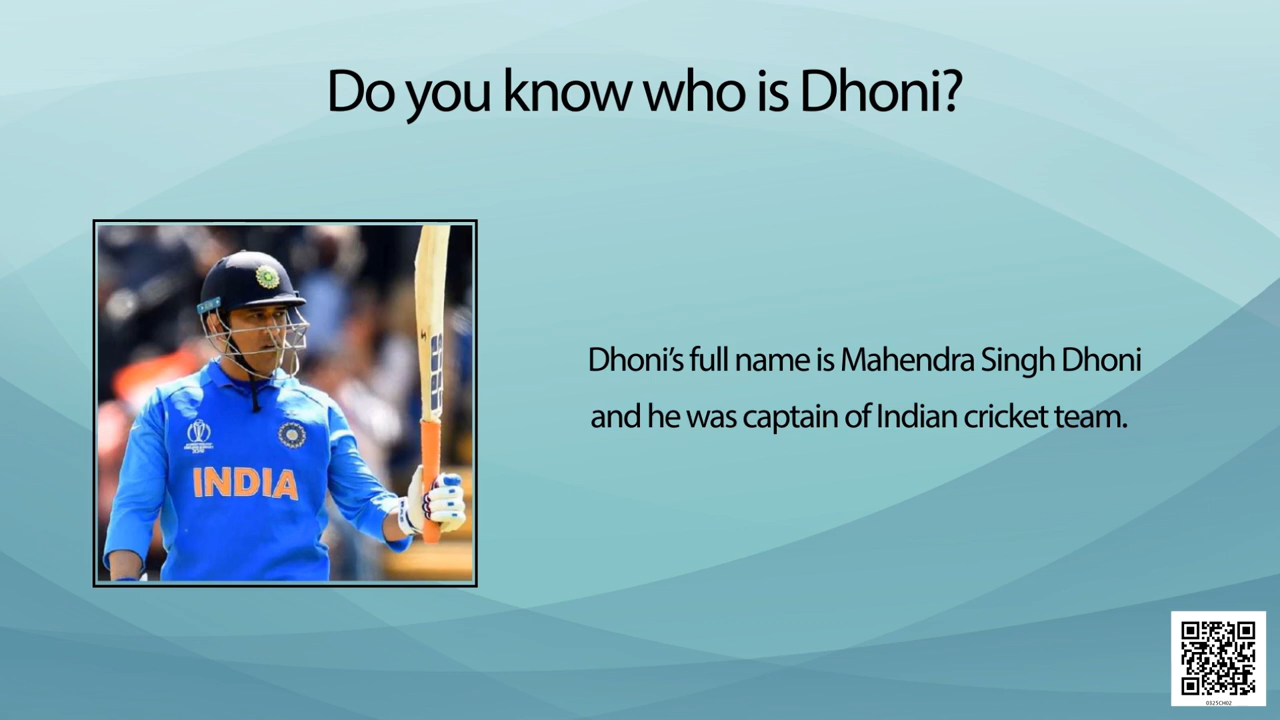 Do you know who is Dhoni?
Dhoni’s full name is Mahendra Singh Dhoni
and he was captain of Indian cricket team.
INDIA
0325CH02